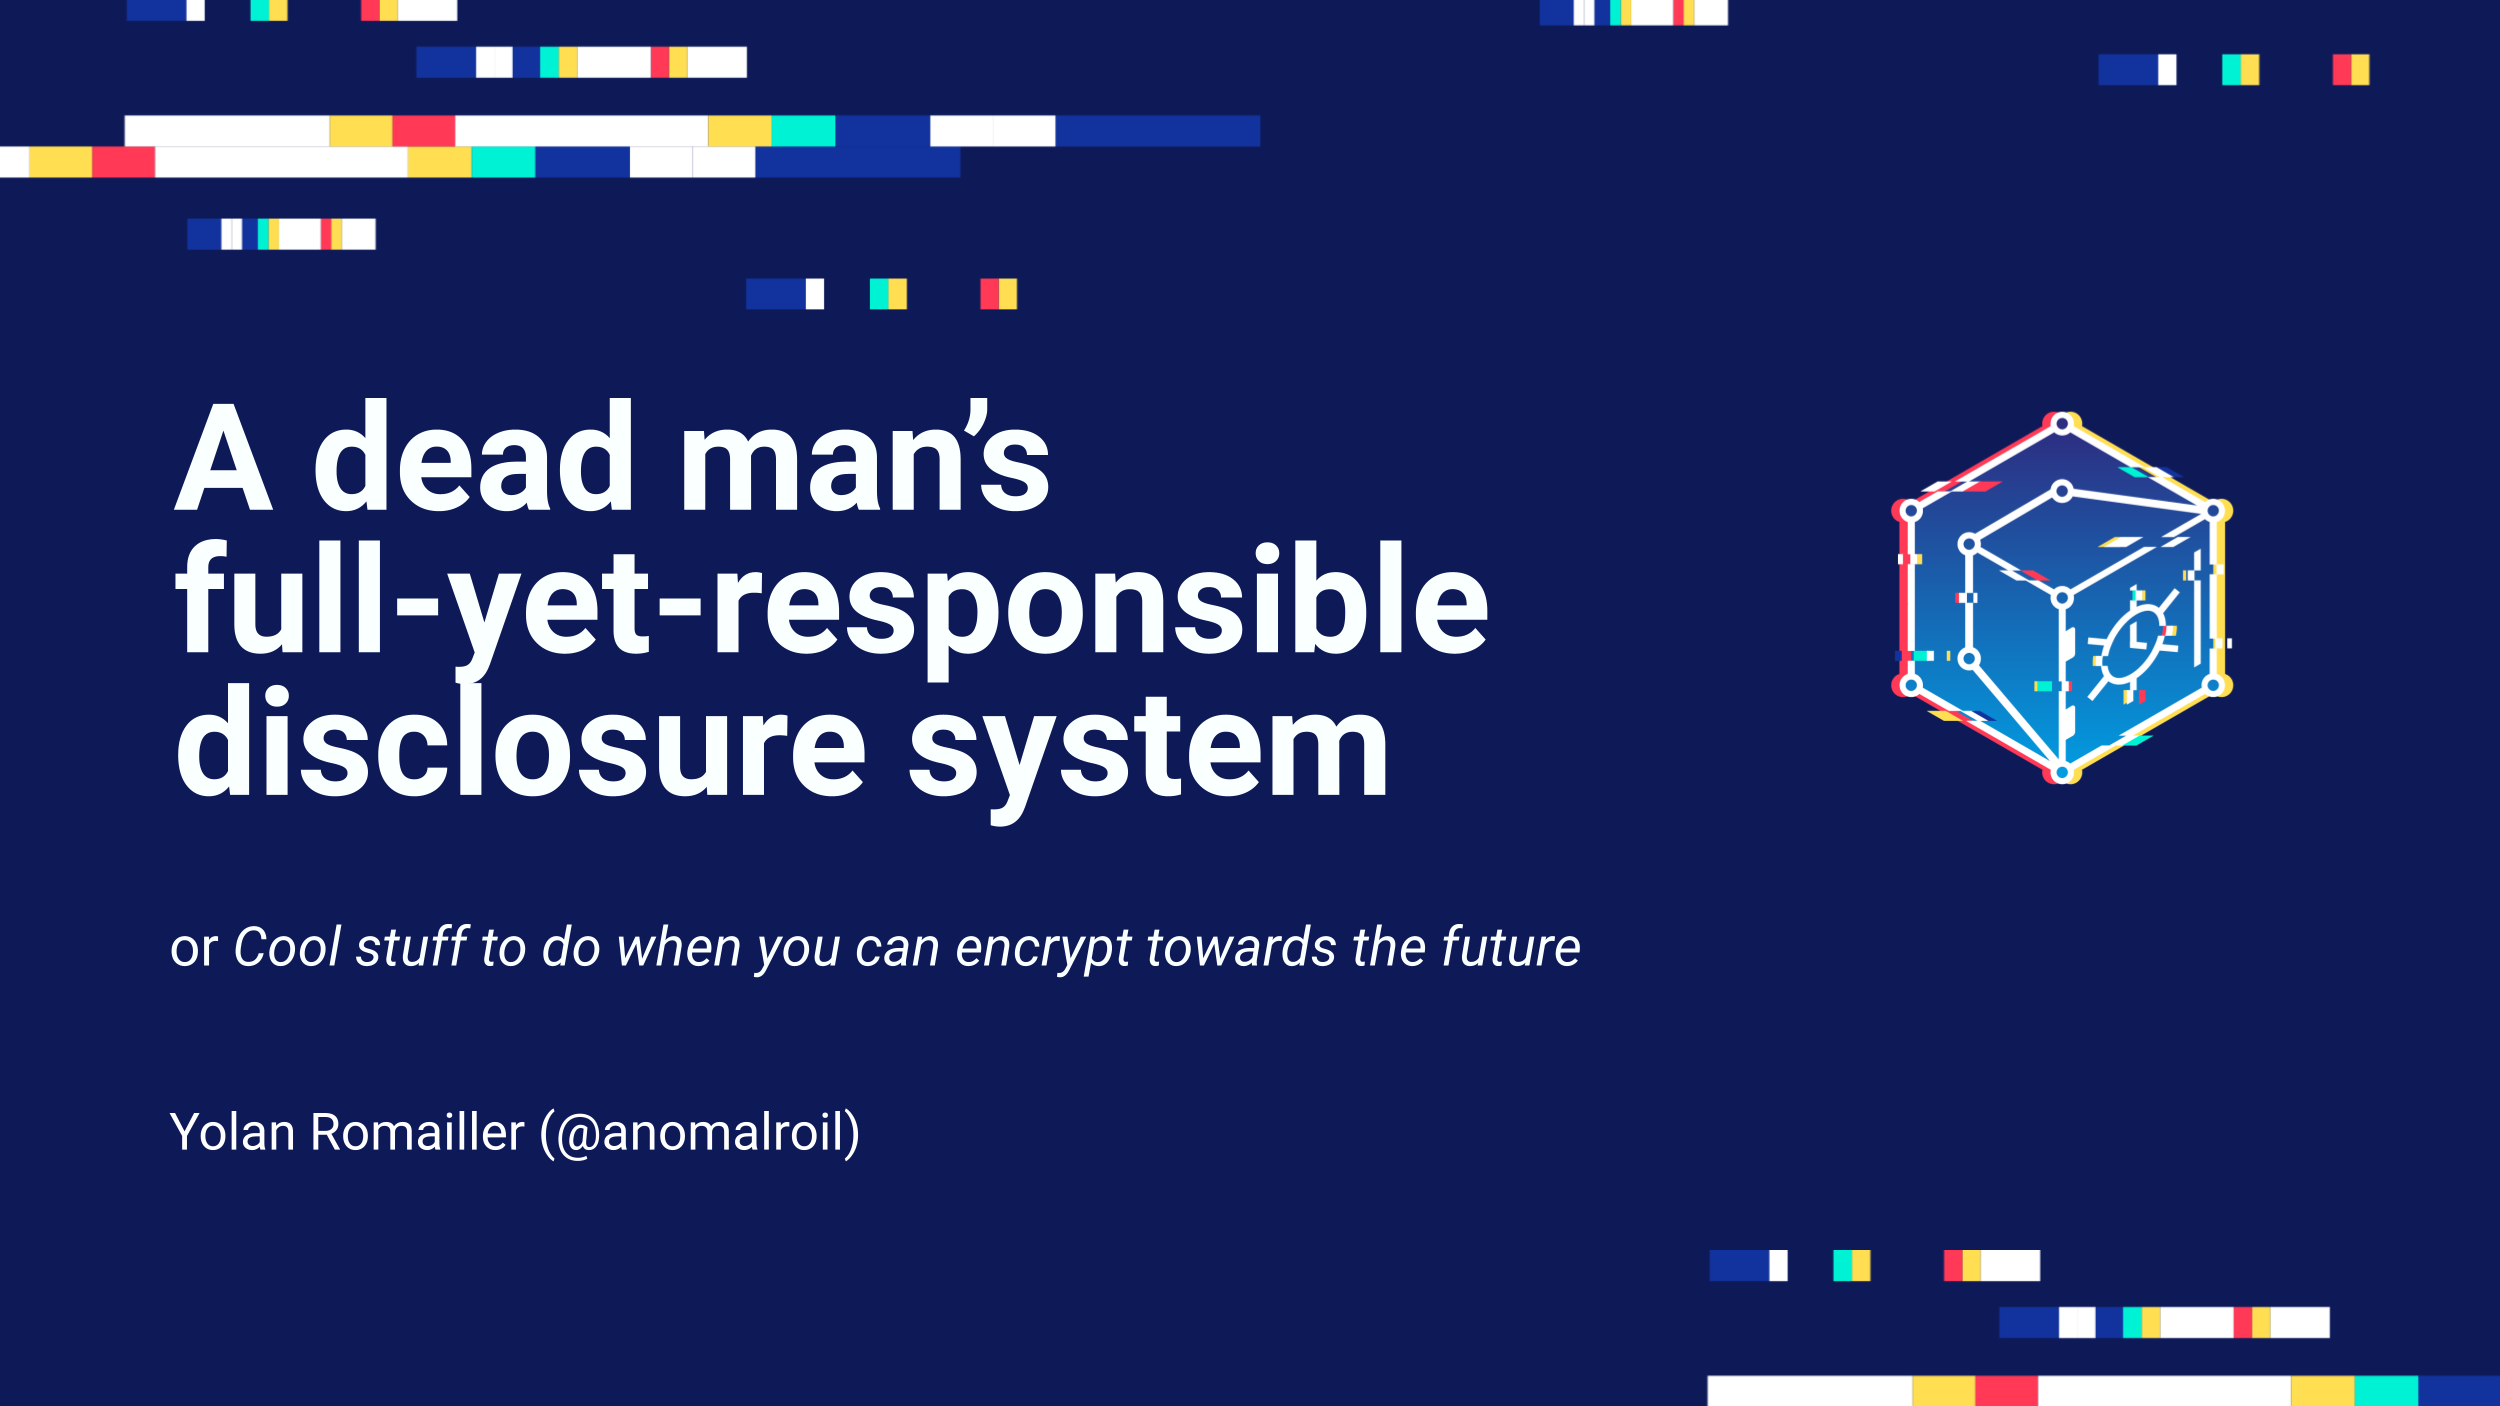 A dead man’s
full-yet-responsible
disclosure system
or Cool stuff to do when you can encrypt towards the future
Yolan Romailler (@anomalroil)